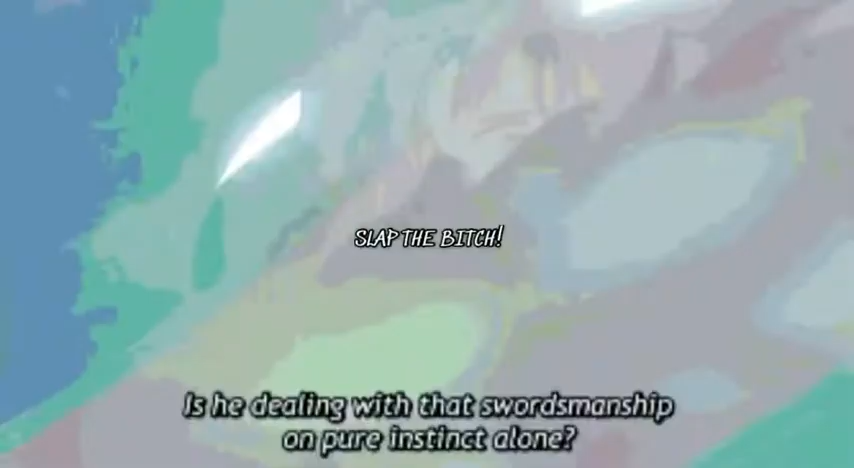 SLAP THE BITCH!
Is he dealing with that swordsmanship
on pure instinct alone?